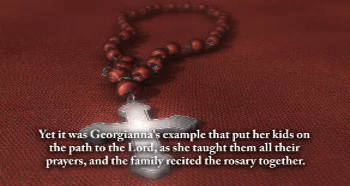 Yet it was Georgianna's example that put her kids on
the path to the Lord, as she taught them all their
prayers, and the family recited the rosary together.